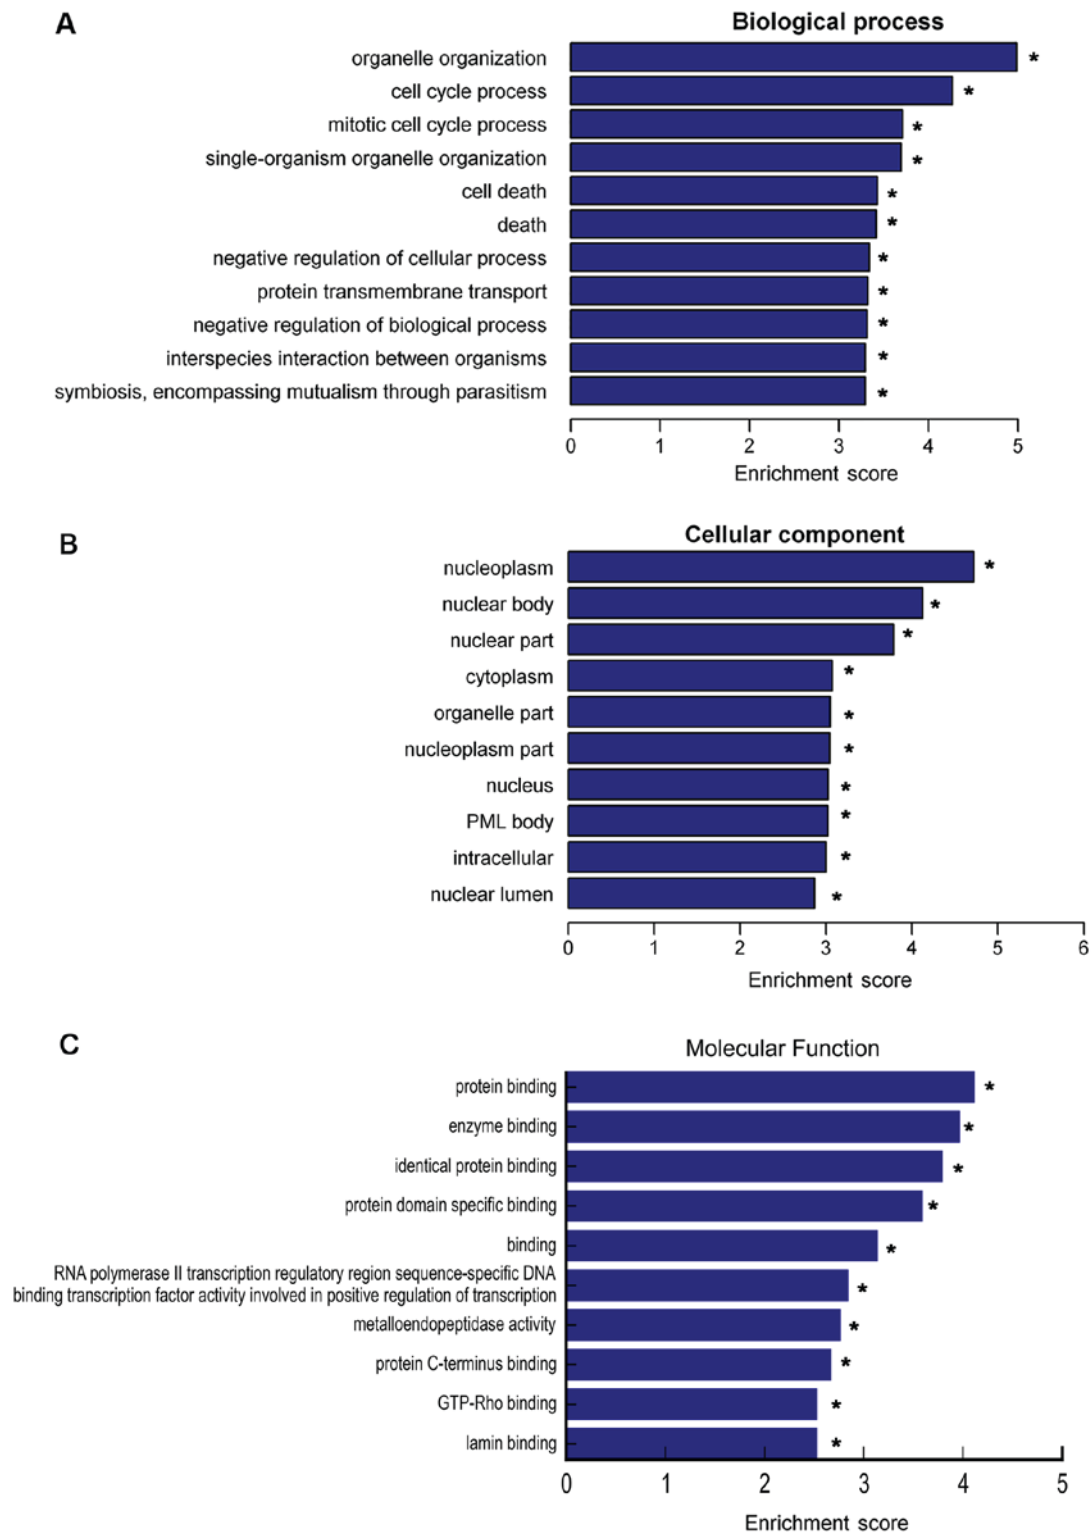 A
Biological process
organelle organization *
cell cycle process *
mitotic cell cycle process *
single-organism organelle organization *
cell death *
death *
negative regulation of cellular process *
protein transmembrane transport *
negative regulation of biological process *
interspecies interaction between organisms *
symbiosis, encompassing mutualism through parasitism *
0 1 2 3 4 5
Enrichment score
B
Cellular component
nucleoplasm *
nuclear body *
nuclear part *
cytoplasm *
organelle part *
nucleoplasm part *
nucleus *
PML body *
intracellular *
nuclear lumen *
0 1 2 3 4 5 6
Enrichment score
C
Molecular Function
protein binding *
enzyme binding *
identical protein binding *
protein domain specific binding *
binding *
RNA polymerase II transcription regulatory region sequence-specific DNA
binding transcription factor activity involved in positive regulation of transcription *
metalloendopeptidase activity *
protein C-terminus binding *
GTP-Rho binding *
lamin binding *
0 1 2 3 4 5
Enrichment score